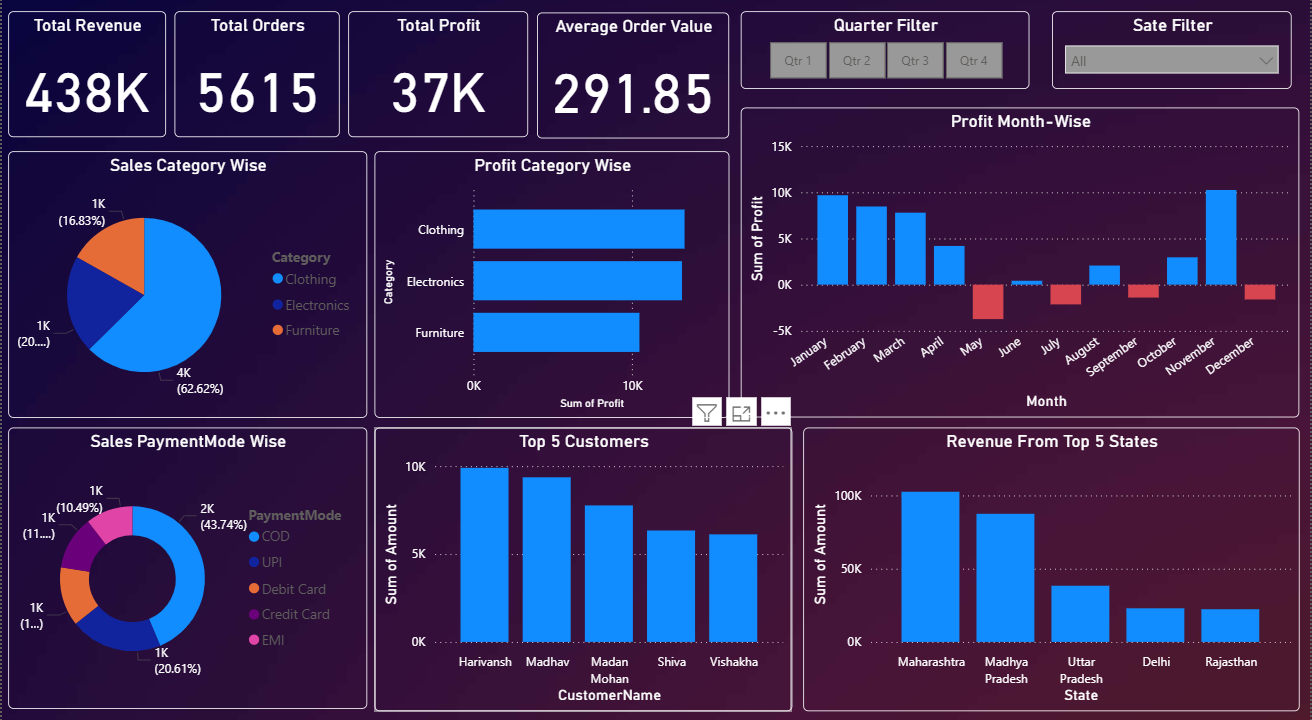 Total Revenue
438K
Total Orders
5615
Total Profit
37K
Average Order Value
291.85
Quarter Filter
Qtr 1
Qtr 2
Qtr 3
Qtr 4
Sate Filter
All
Sales Category Wise
1K
(16.83%)
1K
(20....)
4K
(62.62%)
Category
Clothing
Electronics
Furniture
Profit Category Wise
Category
Clothing
Electronics
Furniture
0K
10K
Sum of Profit
Profit Month-Wise
Sum of Profit
15K
10K
5K
0K
-5K
January
February
March
April
May
June
July
August
September
October
November
December
Month
Sales PaymentMode Wise
1K
(10.49%)
1K
(11....)
1K
(1...)
1K
(20.61%)
2K
(43.74%)
PaymentMode
COD
UPI
Debit Card
Credit Card
EMI
Top 5 Customers
Sum of Amount
10K
5K
0K
Harivansh
Madhav
Madan
Mohan
Shiva
Vishakha
CustomerName
Revenue From Top 5 States
Sum of Amount
100K
50K
0K
Maharashtra
Madhya
Pradesh
Uttar
Pradesh
Delhi
Rajasthan
State